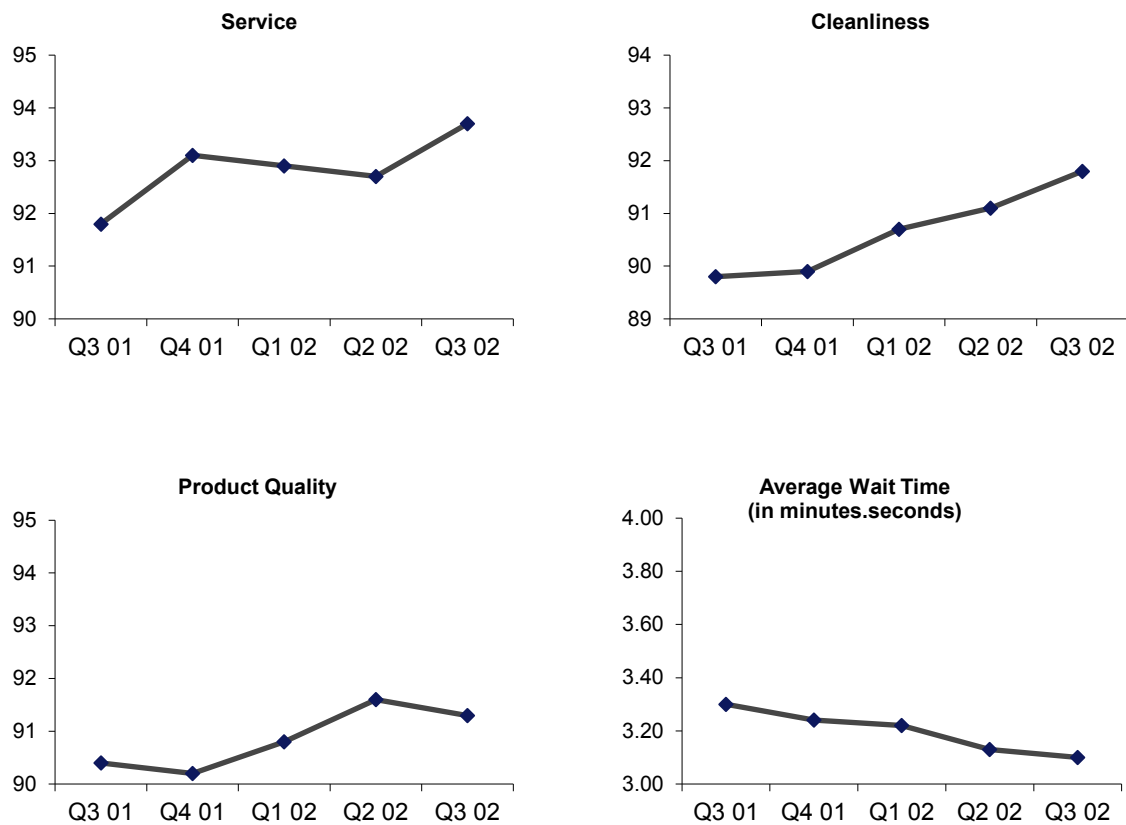 Service
95
94
93
92
91
90
Q3 01 Q4 01 Q1 02 Q2 02 Q3 02
Cleanliness
94
93
92
91
90
89
Q3 01 Q4 01 Q1 02 Q2 02 Q3 02
Product Quality
95
94
93
92
91
90
Q3 01 Q4 01 Q1 02 Q2 02 Q3 02
Average Wait Time
(in minutes.seconds)
4.00
3.80
3.60
3.40
3.20
3.00
Q3 01 Q4 01 Q1 02 Q2 02 Q3 02